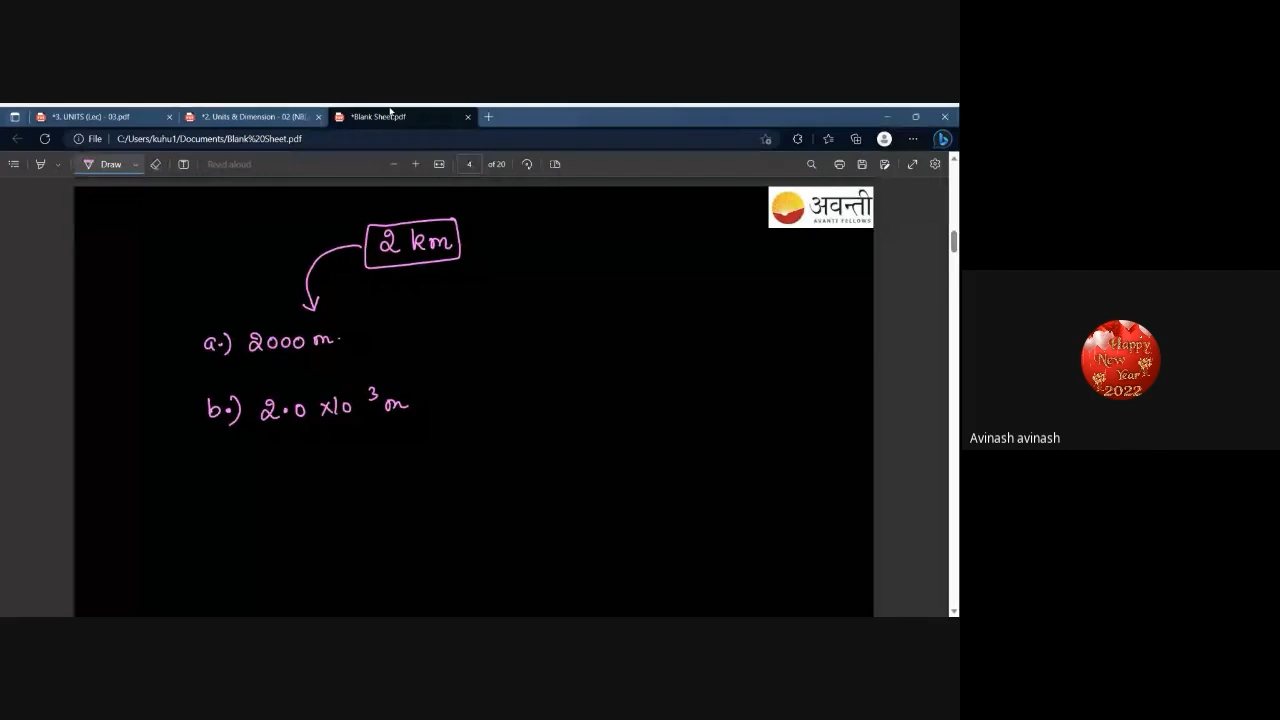 *3. UNITS (Lec) - 03.pdf
*2. Units & Dimension - 02 (NB).
*Blank Sheet.pdf
File
C:/Users/kuhu1/Documents/Blank%20Sheet.pdf
Draw
Read aloud
4
of 20
अवन्ती
AVANTI FELLOWS
2 km
a.) 2000 m.
b.) 2.0 x10 ³ m
Happy
New
Year
2022
Avinash avinash